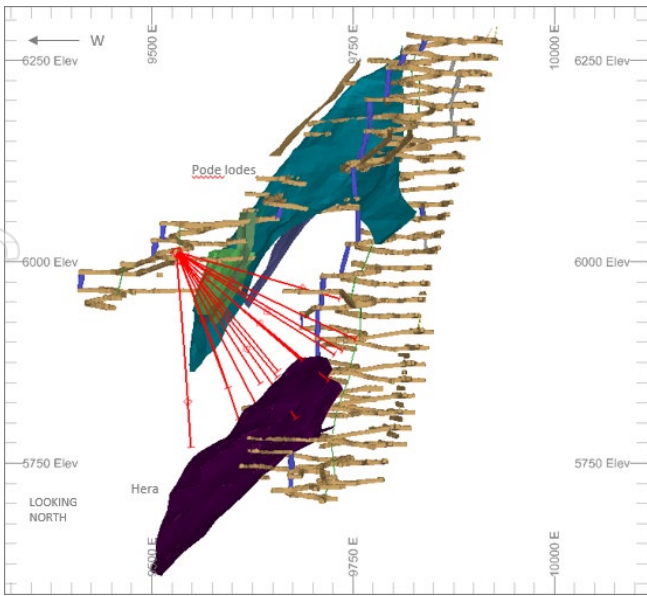 W
9500 E
9750 E
10000 E
6250 Elev
6250 Elev
Pode lodes
6000 Elev
6000 Elev
5750 Elev
5750 Elev
Hera
LOOKING
NORTH
9500 E
9750 E
10000 E